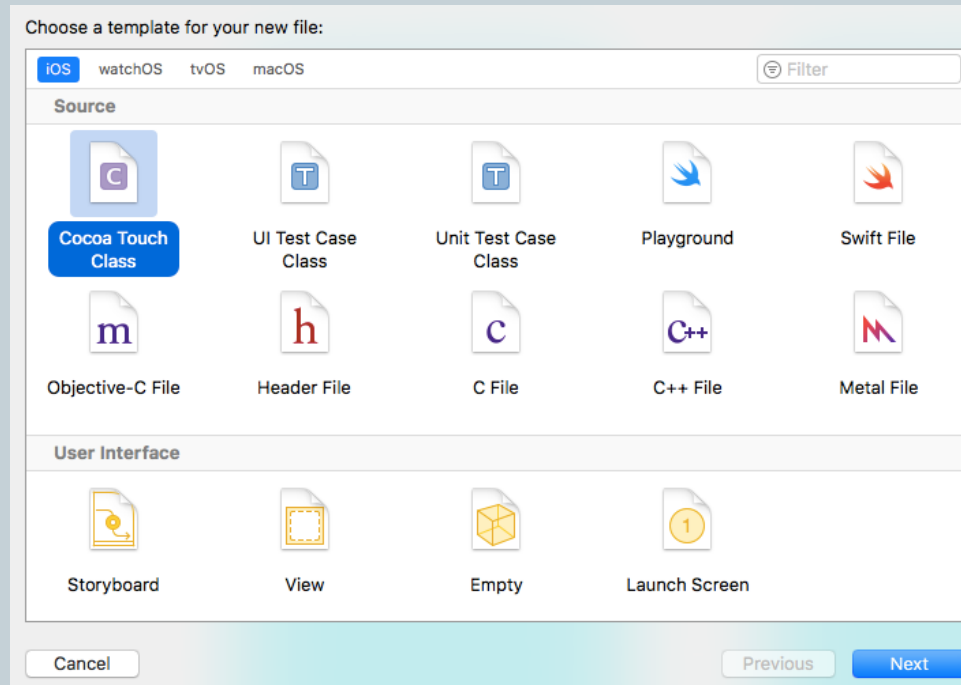 Choose a template for your new file:
iOS watchOS tvOS macOS Filter
Source
C T T
Cocoa Touch Class
UI Test Case Class
Unit Test Case Class
Playground
Swift File
m h c C++
Objective-C File
Header File
C File
C++ File
Metal File
User Interface
1
Storyboard
View
Empty
Launch Screen
Cancel Previous Next